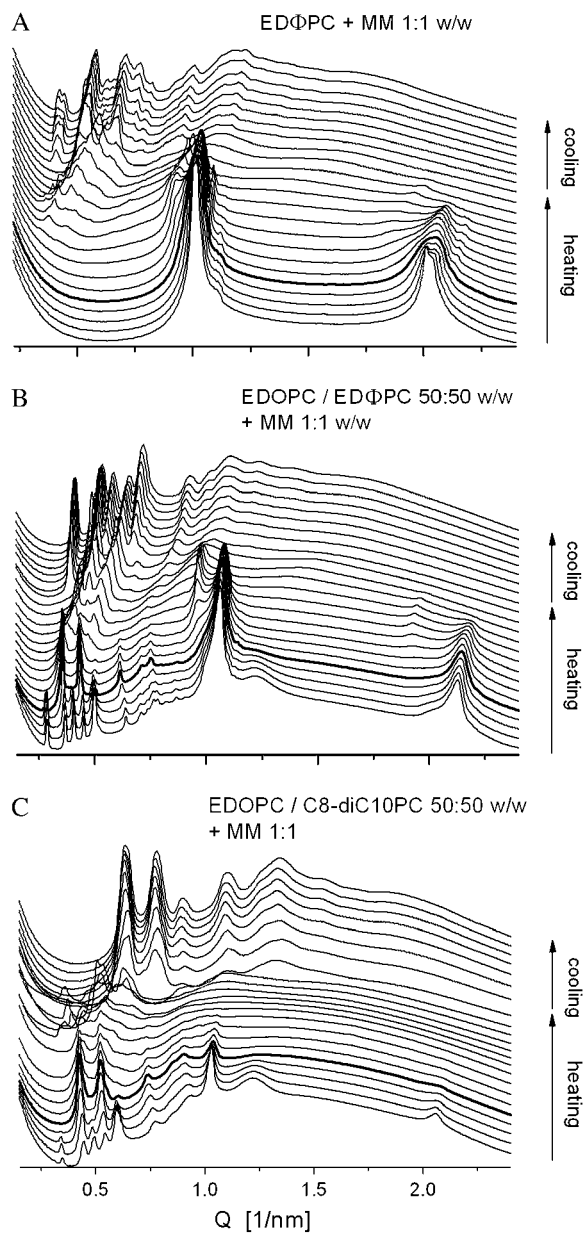 A
EDΦPC + MM 1:1 w/w
cooling
heating
B
EDOPC / EDΦPC 50:50 w/w
+ MM 1:1 w/w
cooling
heating
C
EDOPC / C8-diC10PC 50:50 w/w
+ MM 1:1
cooling
heating
0.5 1.0 1.5 2.0
Q [1/nm]